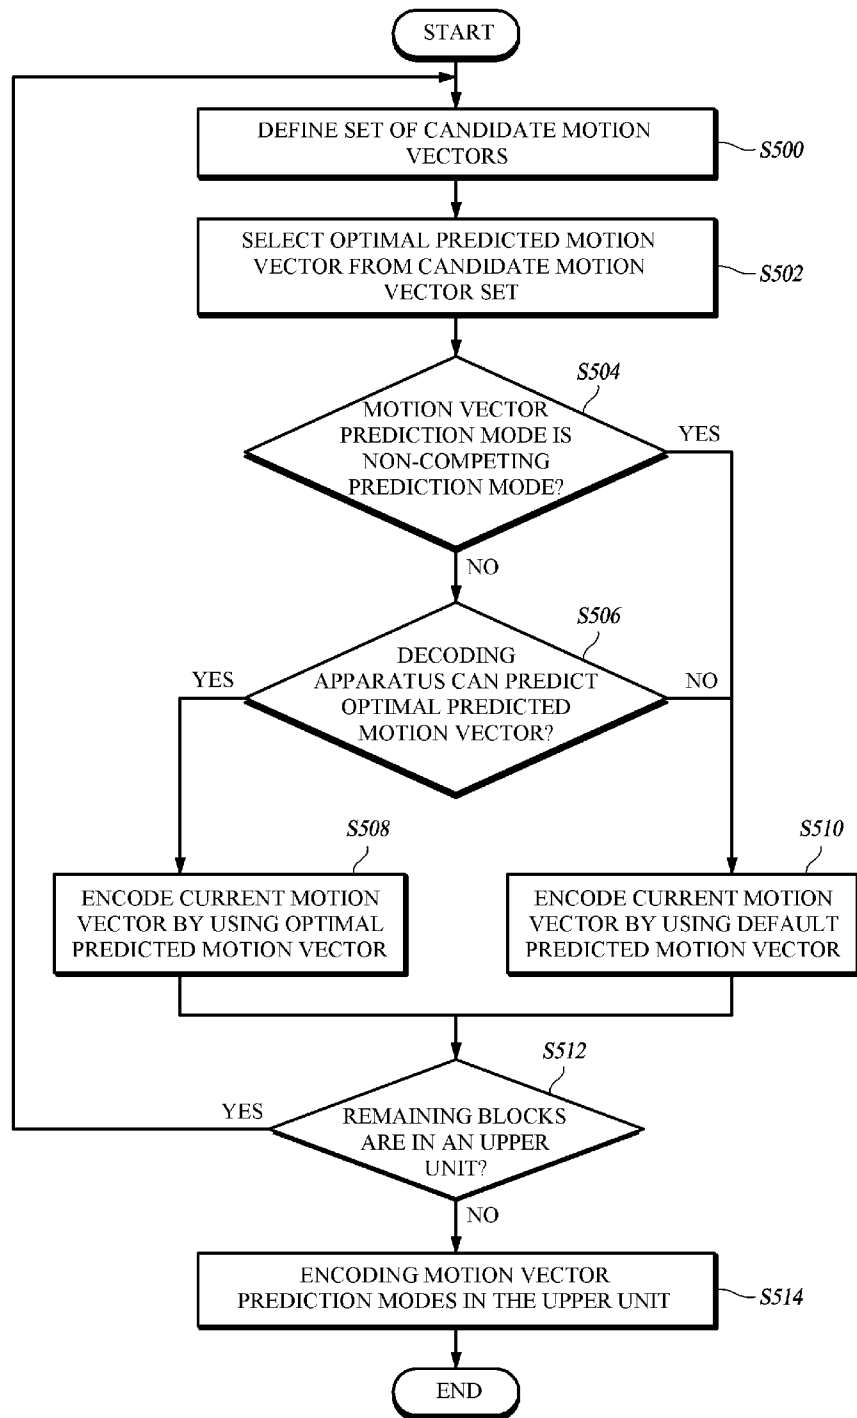 START
DEFINE SET OF CANDIDATE MOTION
VECTORS
S500
SELECT OPTIMAL PREDICTED MOTION
VECTOR FROM CANDIDATE MOTION
VECTOR SET
S502
S504
MOTION VECTOR
PREDICTION MODE IS
NON-COMPETING
PREDICTION MODE?
YES
NO
S506
DECODING
APPARATUS CAN PREDICT
OPTIMAL PREDICTED
MOTION VECTOR?
YES
NO
S508
ENCODE CURRENT MOTION
VECTOR BY USING OPTIMAL
PREDICTED MOTION VECTOR
S510
ENCODE CURRENT MOTION
VECTOR BY USING DEFAULT
PREDICTED MOTION VECTOR
S512
YES
REMAINING BLOCKS
ARE IN AN UPPER
UNIT?
NO
ENCODING MOTION VECTOR
PREDICTION MODES IN THE UPPER UNIT
S514
END